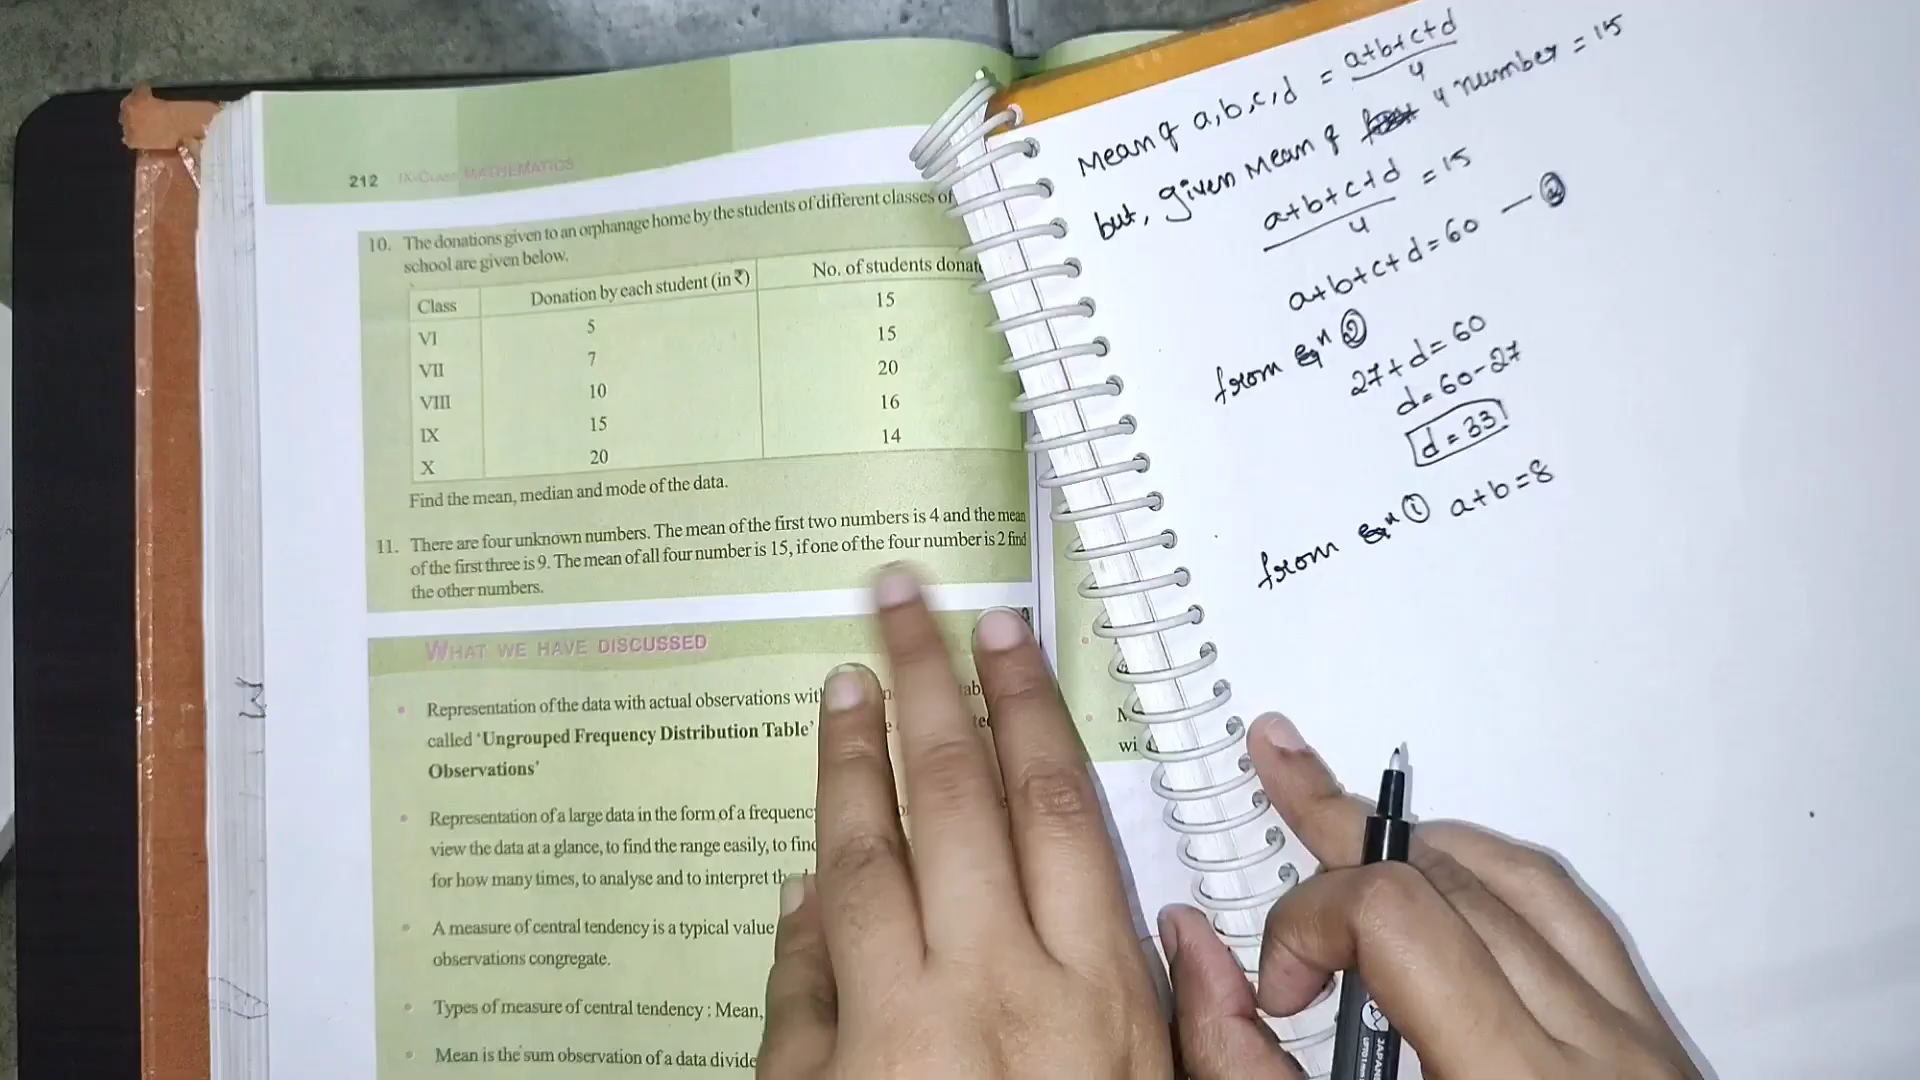 212 IX-Class MATHEMATICS
10. The donations given to an orphanage home by the students of different classes of
school are given below.
Class Donation by each student (in ₹) No. of students donat
VI 5 15
VII 7 15
VIII 10 20
IX 15 16
X 20 14
Find the mean, median and mode of the data.
11. There are four unknown numbers. The mean of the first two numbers is 4 and the mean
of the first three is 9. The mean of all four number is 15, if one of the four number is 2 find
the other numbers.
WHAT WE HAVE DISCUSSED
• Representation of the data with actual observations with
called 'Ungrouped Frequency Distribution Table'
Observations'
• Representation of a large data in the form of a frequency
view the data at a glance, to find the range easily, to find
for how many times, to analyse and to interpret the
• A measure of central tendency is a typical value
observations congregate.
• Types of measure of central tendency : Mean,
• Mean is the sum observation of a data divide
wi
Mean of a,b,c,d = a+b+c+d/4
but, given Mean of 4 number = 15
a+b+c+d/4 = 15
a+b+c+d = 60 — ②
from eqn ②
27+d = 60
d = 60-27
d = 33
from eqn ① a+b=8
JAPAN